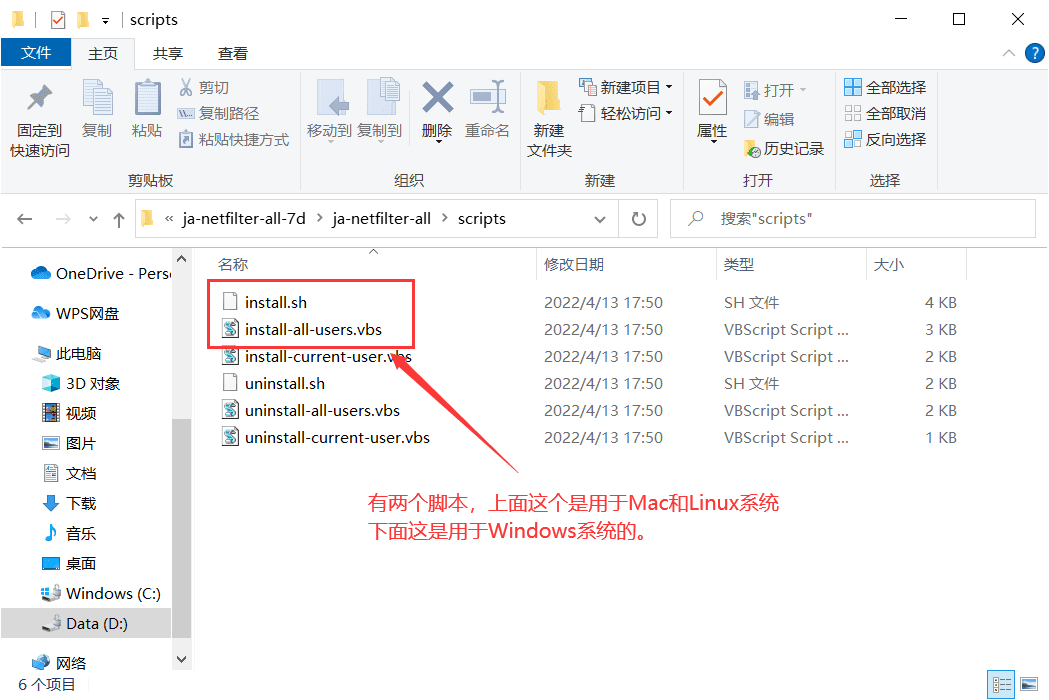 scripts
文件 主页 共享 查看
固定到
快速访问
复制
粘贴
剪切
复制路径
粘贴快捷方式
剪贴板
移动到 复制到
删除 重命名
组织
新建
文件夹
新建项目
轻松访问
新建
属性
打开
编辑
历史记录
打开
全部选择
全部取消
反向选择
选择
« ja-netfilter-all-7d > ja-netfilter-all > scripts
搜索"scripts"
OneDrive - Pers
WPS网盘
此电脑
3D 对象
视频
图片
文档
下载
音乐
桌面
Windows (C:)
Data (D:)
网络
名称 修改日期 类型 大小
install.sh 2022/4/13 17:50 SH 文件 4 KB
install-all-users.vbs 2022/4/13 17:50 VBScript Script ... 3 KB
install-current-user.vbs 2022/4/13 17:50 VBScript Script ... 2 KB
uninstall.sh 2022/4/13 17:50 SH 文件 2 KB
uninstall-all-users.vbs 2022/4/13 17:50 VBScript Script ... 2 KB
uninstall-current-user.vbs 2022/4/13 17:50 VBScript Script ... 1 KB
有两个脚本，上面这个是用于Mac和Linux系统
下面这是用于Windows系统的。
6 个项目